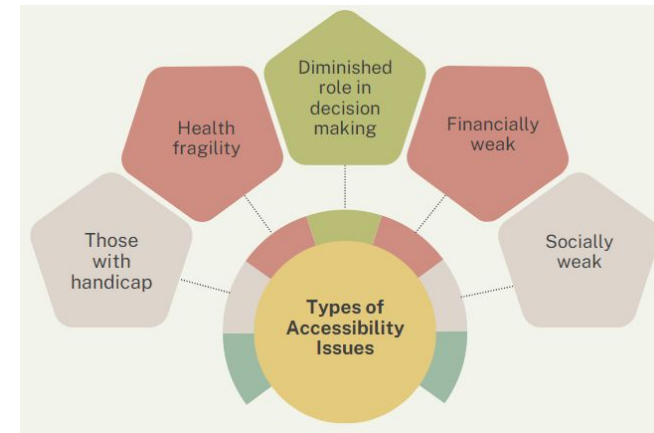 Diminished
role in
decision
making
Health
fragility
Financially
weak
Those
with
handicap
Socially
weak
Types of
Accessibility
Issues